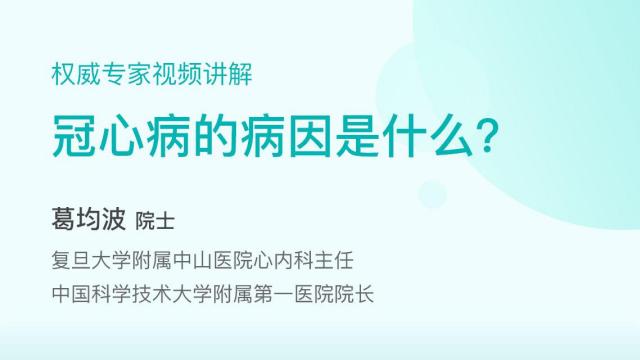 权威专家视频讲解
冠心病的病因是什么?
葛均波 院士
复旦大学附属中山医院心内科主任
中国科学技术大学附属第一医院院长